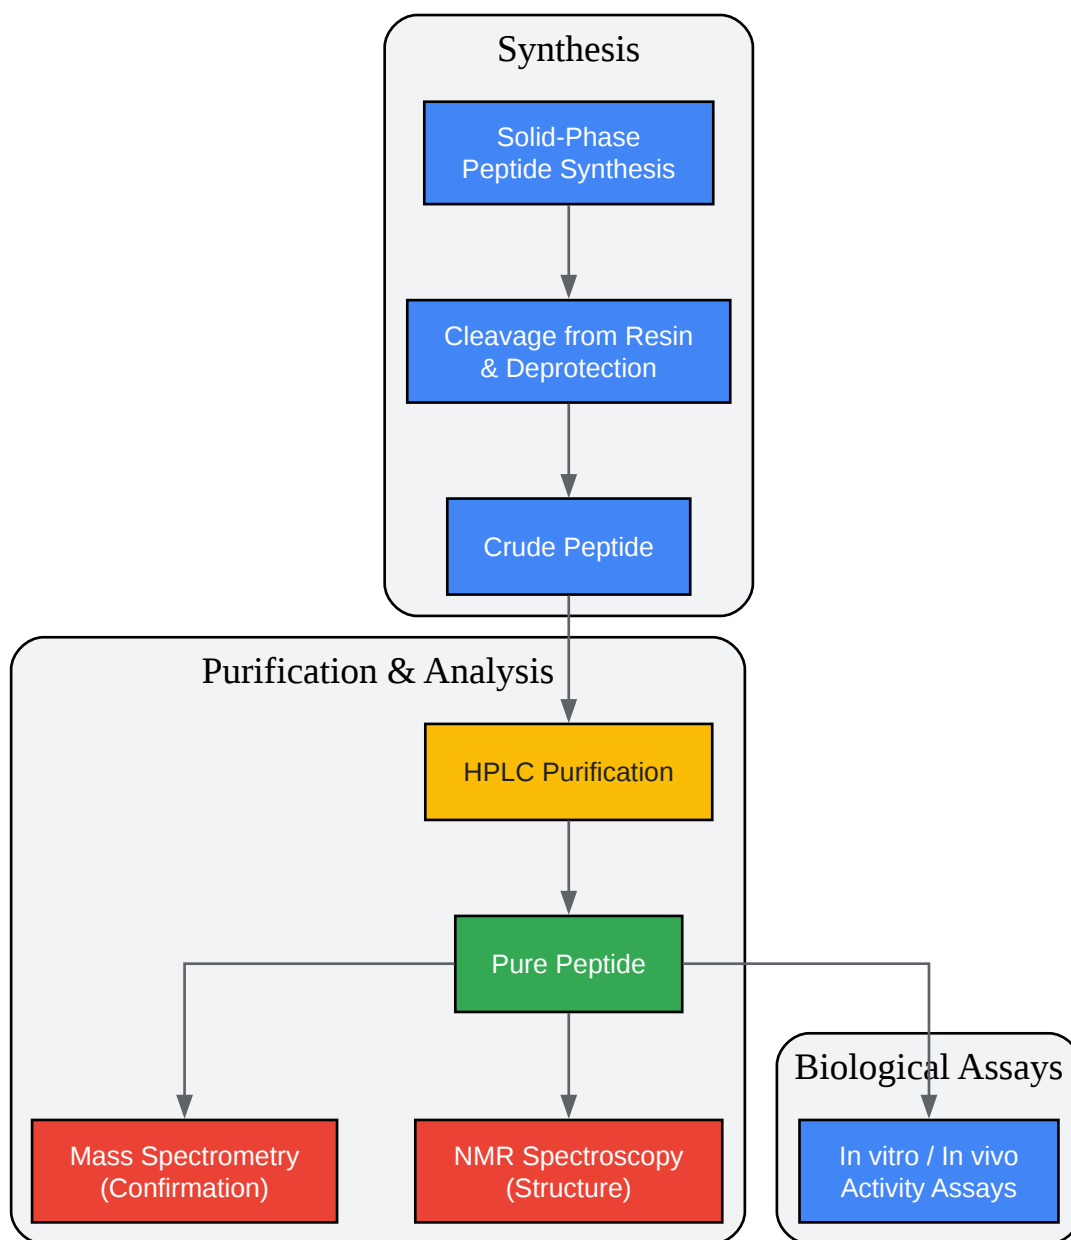 Synthesis
Solid-Phase
Peptide Synthesis
Cleavage from Resin
& Deprotection
Crude Peptide
Purification & Analysis
HPLC Purification
Pure Peptide
Biological Assays
Mass Spectrometry
(Confirmation)
NMR Spectroscopy
(Structure)
In vitro / In vivo
Activity Assays